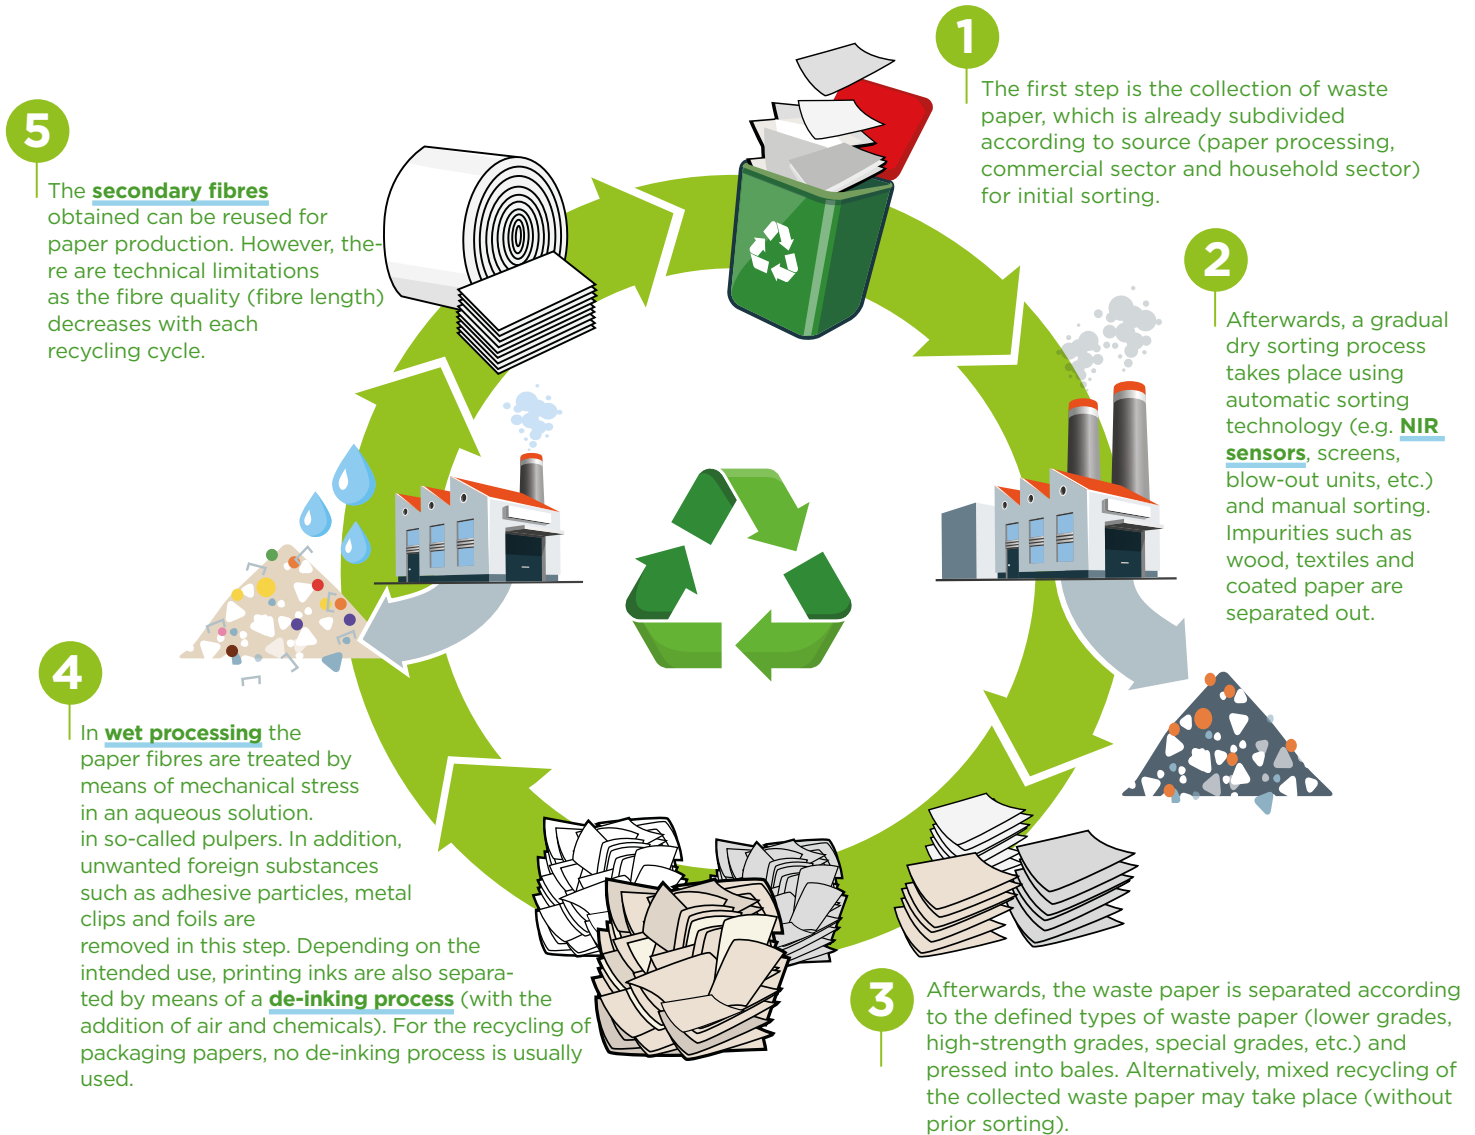 1
The first step is the collection of waste
paper, which is already subdivided
according to source (paper processing,
commercial sector and household sector)
for initial sorting.
2
Afterwards, a gradual
dry sorting process
takes place using
automatic sorting
technology (e.g. NIR
sensors, screens,
blow-out units, etc.)
and manual sorting.
Impurities such as
wood, textiles and
coated paper are
separated out.
3
Afterwards, the waste paper is separated according
to the defined types of waste paper (lower grades,
high-strength grades, special grades, etc.) and
pressed into bales. Alternatively, mixed recycling of
the collected waste paper may take place (without
prior sorting).
4
In wet processing the
paper fibres are treated by
means of mechanical stress
in an aqueous solution.
in so-called pulpers. In addition,
unwanted foreign substances
such as adhesive particles, metal
clips and foils are
removed in this step. Depending on the
intended use, printing inks are also separa-
ted by means of a de-inking process (with the
addition of air and chemicals). For the recycling of
packaging papers, no de-inking process is usually
used.
5
The secondary fibres
obtained can be reused for
paper production. However, the-
re are technical limitations
as the fibre quality (fibre length)
decreases with each
recycling cycle.